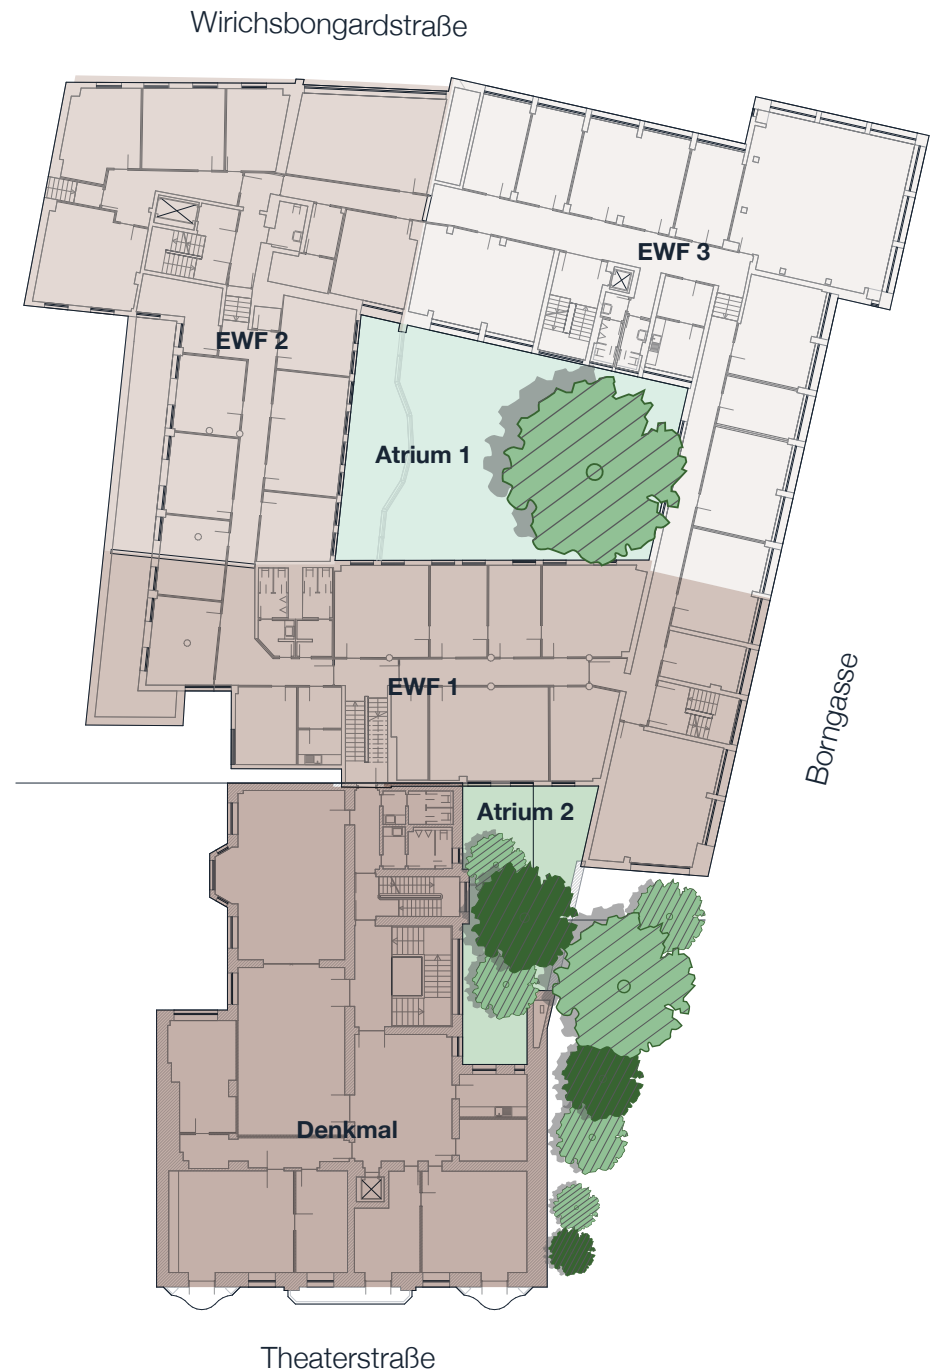 Wirichsbongardstraße
EWF 3
EWF 2
Atrium 1
EWF 1
Borngasse
Atrium 2
Denkmal
Theaterstraße